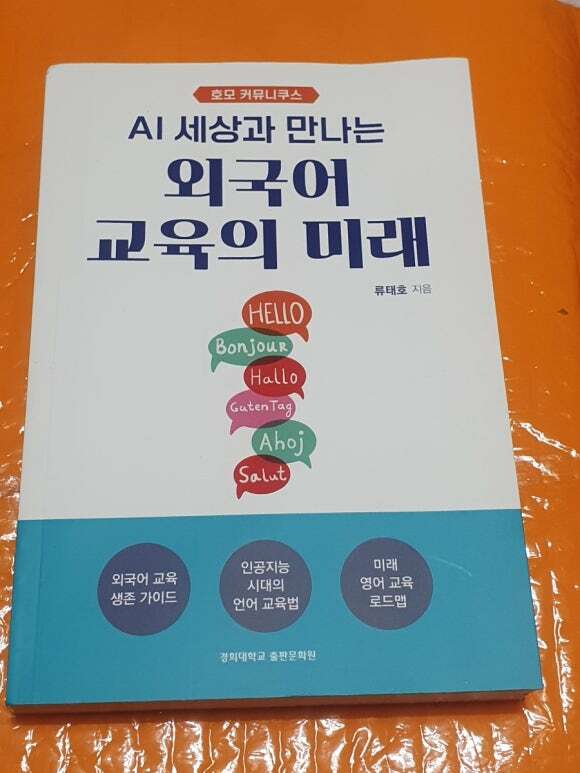 호모 커뮤니쿠스
AI 세상과 만나는
외국어
교육의 미래
류태호 지음
HELLO
Bonjour
Hallo
Guten Tag
Ahoj
Salut
외국어 교육
생존 가이드
인공지능
시대의
언어 교육법
미래
영어 교육
로드맵
경희대학교 출판문화원